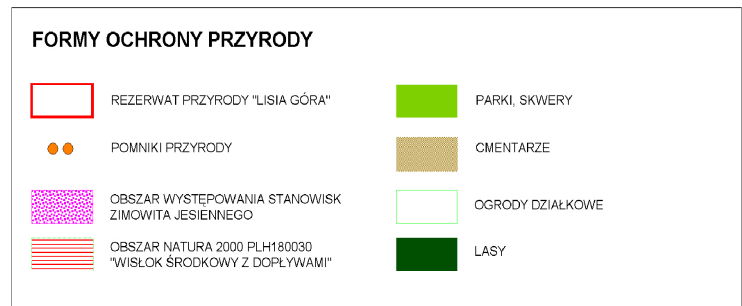 FORMY OCHRONY PRZYRODY
REZERWAT PRZYRODY "LISIA GÓRA"
POMNIKI PRZYRODY
OBSZAR WYSTĘPOWANIA STANOWISK
ZIMOWITA JESIENNEGO
OBSZAR NATURA 2000 PLH180030
"WISŁOK ŚRODKOWY Z DOPŁYWAMI"
PARKI, SKWERY
CMENTARZE
OGRODY DZIAŁKOWE
LASY